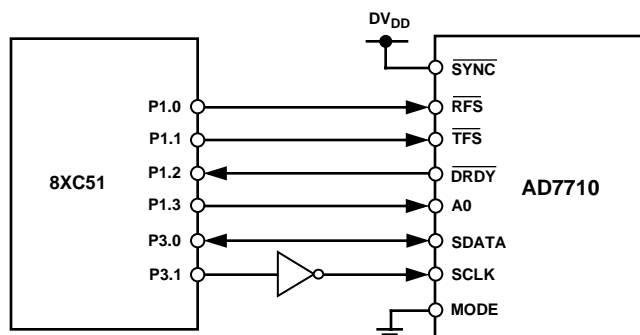 DVDD
SYNC
P1.0 RFS
P1.1 TFS
P1.2 DRDY
8XC51 AD7710
P1.3 A0
P3.0 SDATA
P3.1 SCLK
MODE